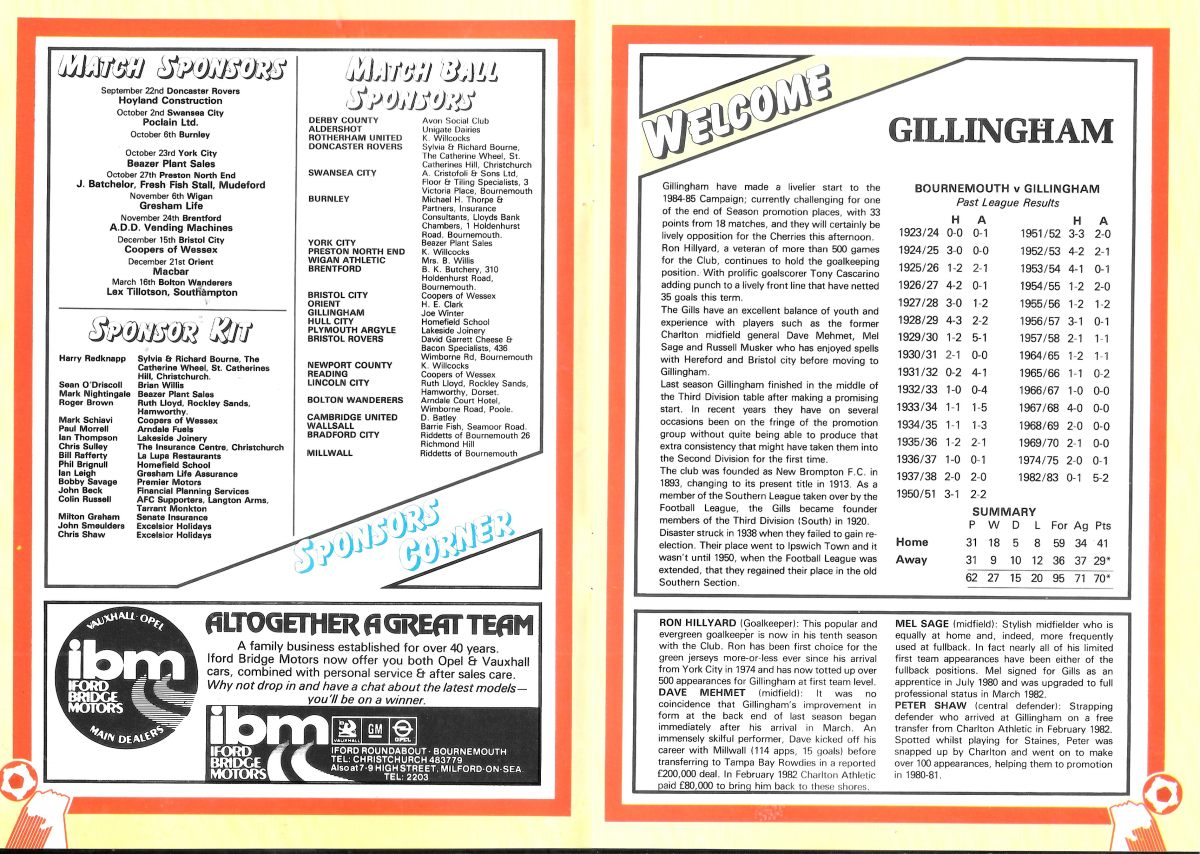 MATCH SPONSORS
September 22nd Doncaster Rovers
Hoyland Construction
October 2nd Swansea City
Poclain Ltd.
October 6th Burnley
October 23rd York City
Beazer Plant Sales
October 27th Preston North End
J. Batchelor, Fresh Fish Stall, Mudeford
November 6th Wigan
Gresham Life
November 24th Brentford
A.D.D. Vending Machines
December 15th Bristol City
Coopers of Wessex
December 21st Orient
Macbar
March 16th Bolton Wanderers
Lex Tillotson, Southampton
SPONSOR KIT
Harry Redknapp Sylvia & Richard Bourne, The
Catherine Wheel, St. Catherines
Hill, Christchurch.
Sean O'Driscoll Brian Willis
Mark Nightingale Beazer Plant Sales
Roger Brown Ruth Lloyd, Rockley Sands,
Hamworthy.
Mark Schiavi Coopers of Wessex
Paul Morrell Arndale Fuels
Ian Thompson Lakeside Joinery
Chris Sulley The Insurance Centre, Christchurch
Bill Rafferty La Lupa Restaurants
Phil Brignull Homefield School
Ian Leigh Gresham Life Assurance
Bobby Savage Premier Motors
John Beck Financial Planning Services
Colin Russell AFC Supporters, Langton Arms,
Tarrant Monkton
Milton Graham Senate Insurance
John Smeulders Excelsior Holidays
Chris Shaw Excelsior Holidays
MATCH BALL
SPONSORS
DERBY COUNTY Avon Social Club
ALDERSHOT Unigate Dairies
ROTHERHAM UNITED K. Willcocks
DONCASTER ROVERS Sylvia & Richard Bourne,
The Catherine Wheel, St.
Catherines Hill, Christchurch
SWANSEA CITY A. Cristofoli & Sons Ltd,
Floor & Tiling Specialists, 3
Victoria Place, Bournemouth
BURNLEY Michael H. Thorpe &
Partners, Insurance
Consultants, Lloyds Bank
Chambers, 1 Holdenhurst
Road. Bournemouth.
YORK CITY Beazer Plant Sales
PRESTON NORTH END K. Willcocks
WIGAN ATHLETIC Mrs. B. Willis
BRENTFORD B. K. Butchery, 310
Holdenhurst Road,
Bournemouth.
BRISTOL CITY Coopers of Wessex
ORIENT H. E. Clark
GILLINGHAM Joe Winter
HULL CITY Homefield School
PLYMOUTH ARGYLE Lakeside Joinery
BRISTOL ROVERS David Garrett Cheese &
Bacon Specialists, 436
Wimborne Rd, Bournemouth
NEWPORT COUNTY K. Willcocks
READING Coopers of Wessex
LINCOLN CITY Ruth Lloyd, Rockley Sands,
Hamworthy, Dorset.
BOLTON WANDERERS Arndale Court Hotel,
Wimborne Road, Poole.
CAMBRIDGE UNITED D. Batley
WALLSALL Barrie Fish, Seamoor Road.
BRADFORD CITY Riddetts of Bournemouth 26
Richmond Hill
MILLWALL Riddetts of Bournemouth
SPONSORS
CORNER
VAUXHALL·OPEL
ibm
IFORD
BRIDGE
MOTORS
MAIN DEALERS
ALTOGETHER A GREAT TEAM
A family business established for over 40 years.
Iford Bridge Motors now offer you both Opel & Vauxhall
cars, combined with personal service & after sales care.
Why not drop in and have a chat about the latest models—
you'll be on a winner.
ibm
IFORD
BRIDGE
MOTORS
VAUXHALL GM OPEL
IFORD ROUNDABOUT · BOURNEMOUTH
TEL: CHRISTCHURCH 483779
Also at 7-9 HIGH STREET, MILFORD-ON-SEA.
TEL: 2203
WELCOME
GILLINGHAM
Gillingham have made a livelier start to the
1984-85 Campaign; currently challenging for one
of the end of Season promotion places, with 33
points from 18 matches, and they will certainly be
lively opposition for the Cherries this afternoon.
Ron Hillyard, a veteran of more than 500 games
for the Club, continues to hold the goalkeeping
position. With prolific goalscorer Tony Cascarino
adding punch to a lively front line that have netted
35 goals this term.
The Gills have an excellent balance of youth and
experience with players such as the former
Charlton midfield general Dave Mehmet, Mel
Sage and Russell Musker who has enjoyed spells
with Hereford and Bristol city before moving to
Gillingham.
Last season Gillingham finished in the middle of
the Third Division table after making a promising
start. In recent years they have on several
occasions been on the fringe of the promotion
group without quite being able to produce that
extra consistency that might have taken them into
the Second Division for the first time.
The club was founded as New Brompton F.C. in
1893, changing to its present title in 1913. As a
member of the Southern League taken over by the
Football League, the Gills became founder
members of the Third Division (South) in 1920.
Disaster struck in 1938 when they failed to gain re-
election. Their place went to Ipswich Town and it
wasn't until 1950, when the Football League was
extended, that they regained their place in the old
Southern Section.
BOURNEMOUTH v GILLINGHAM
Past League Results
H A
1923/24 0-0 0-1
1924/25 3-0 0-0
1925/26 1-2 2-1
1926/27 4-2 0-1
1927/28 3-0 1-2
1928/29 4-3 2-2
1929/30 1-2 5-1
1930/31 2-1 0-0
1931/32 0-2 4-1
1932/33 1-0 0-4
1933/34 1-1 1-5
1934/35 1-1 1-3
1935/36 1-2 2-1
1936/37 1-0 0-1
1937/38 2-0 2-0
1950/51 3-1 2-2
H A
1951/52 3-3 2-0
1952/53 4-2 2-1
1953/54 4-1 0-1
1954/55 1-2 2-0
1955/56 1-2 1-2
1956/57 3-1 0-1
1957/58 2-1 1-1
1964/65 1-2 1-1
1965/66 1-1 0-2
1966/67 1-0 0-0
1967/68 4-0 0-0
1968/69 2-0 0-0
1969/70 2-1 0-0
1974/75 2-0 0-1
1982/83 0-1 5-2
SUMMARY
P W D L For Ag Pts
Home 31 18 5 8 59 34 41
Away 31 9 10 12 36 37 29*
62 27 15 20 95 71 70*
RON HILLYARD (Goalkeeper): This popular and
evergreen goalkeeper is now in his tenth season
with the Club. Ron has been first choice for the
green jerseys more-or-less ever since his arrival
from York City in 1974 and has now totted up over
500 appearances for Gillingham at first team level.
DAVE MEHMET (midfield): It was no
coincidence that Gillingham's improvement in
form at the back end of last season began
immediately after his arrival in March. An
immensely skilful performer, Dave kicked off his
career with Millwall (114 apps, 15 goals) before
transferring to Tampa Bay Rowdies in a reported
£200,000 deal. In February 1982 Charlton Athletic
paid £80,000 to bring him back to these shores.
MEL SAGE (midfield): Stylish midfielder who is
equally at home and, indeed, more frequently
used at fullback. In fact nearly all of his limited
first team appearances have been either of the
fullback positions. Mel signed for Gills as an
apprentice in July 1980 and was upgraded to full
professional status in March 1982.
PETER SHAW (central defender): Strapping
defender who arrived at Gillingham on a free
transfer from Charlton Athletic in February 1982.
Spotted whilst playing for Staines, Peter was
snapped up by Charlton and went on to make
over 100 appearances, helping them to promotion
in 1980-81.